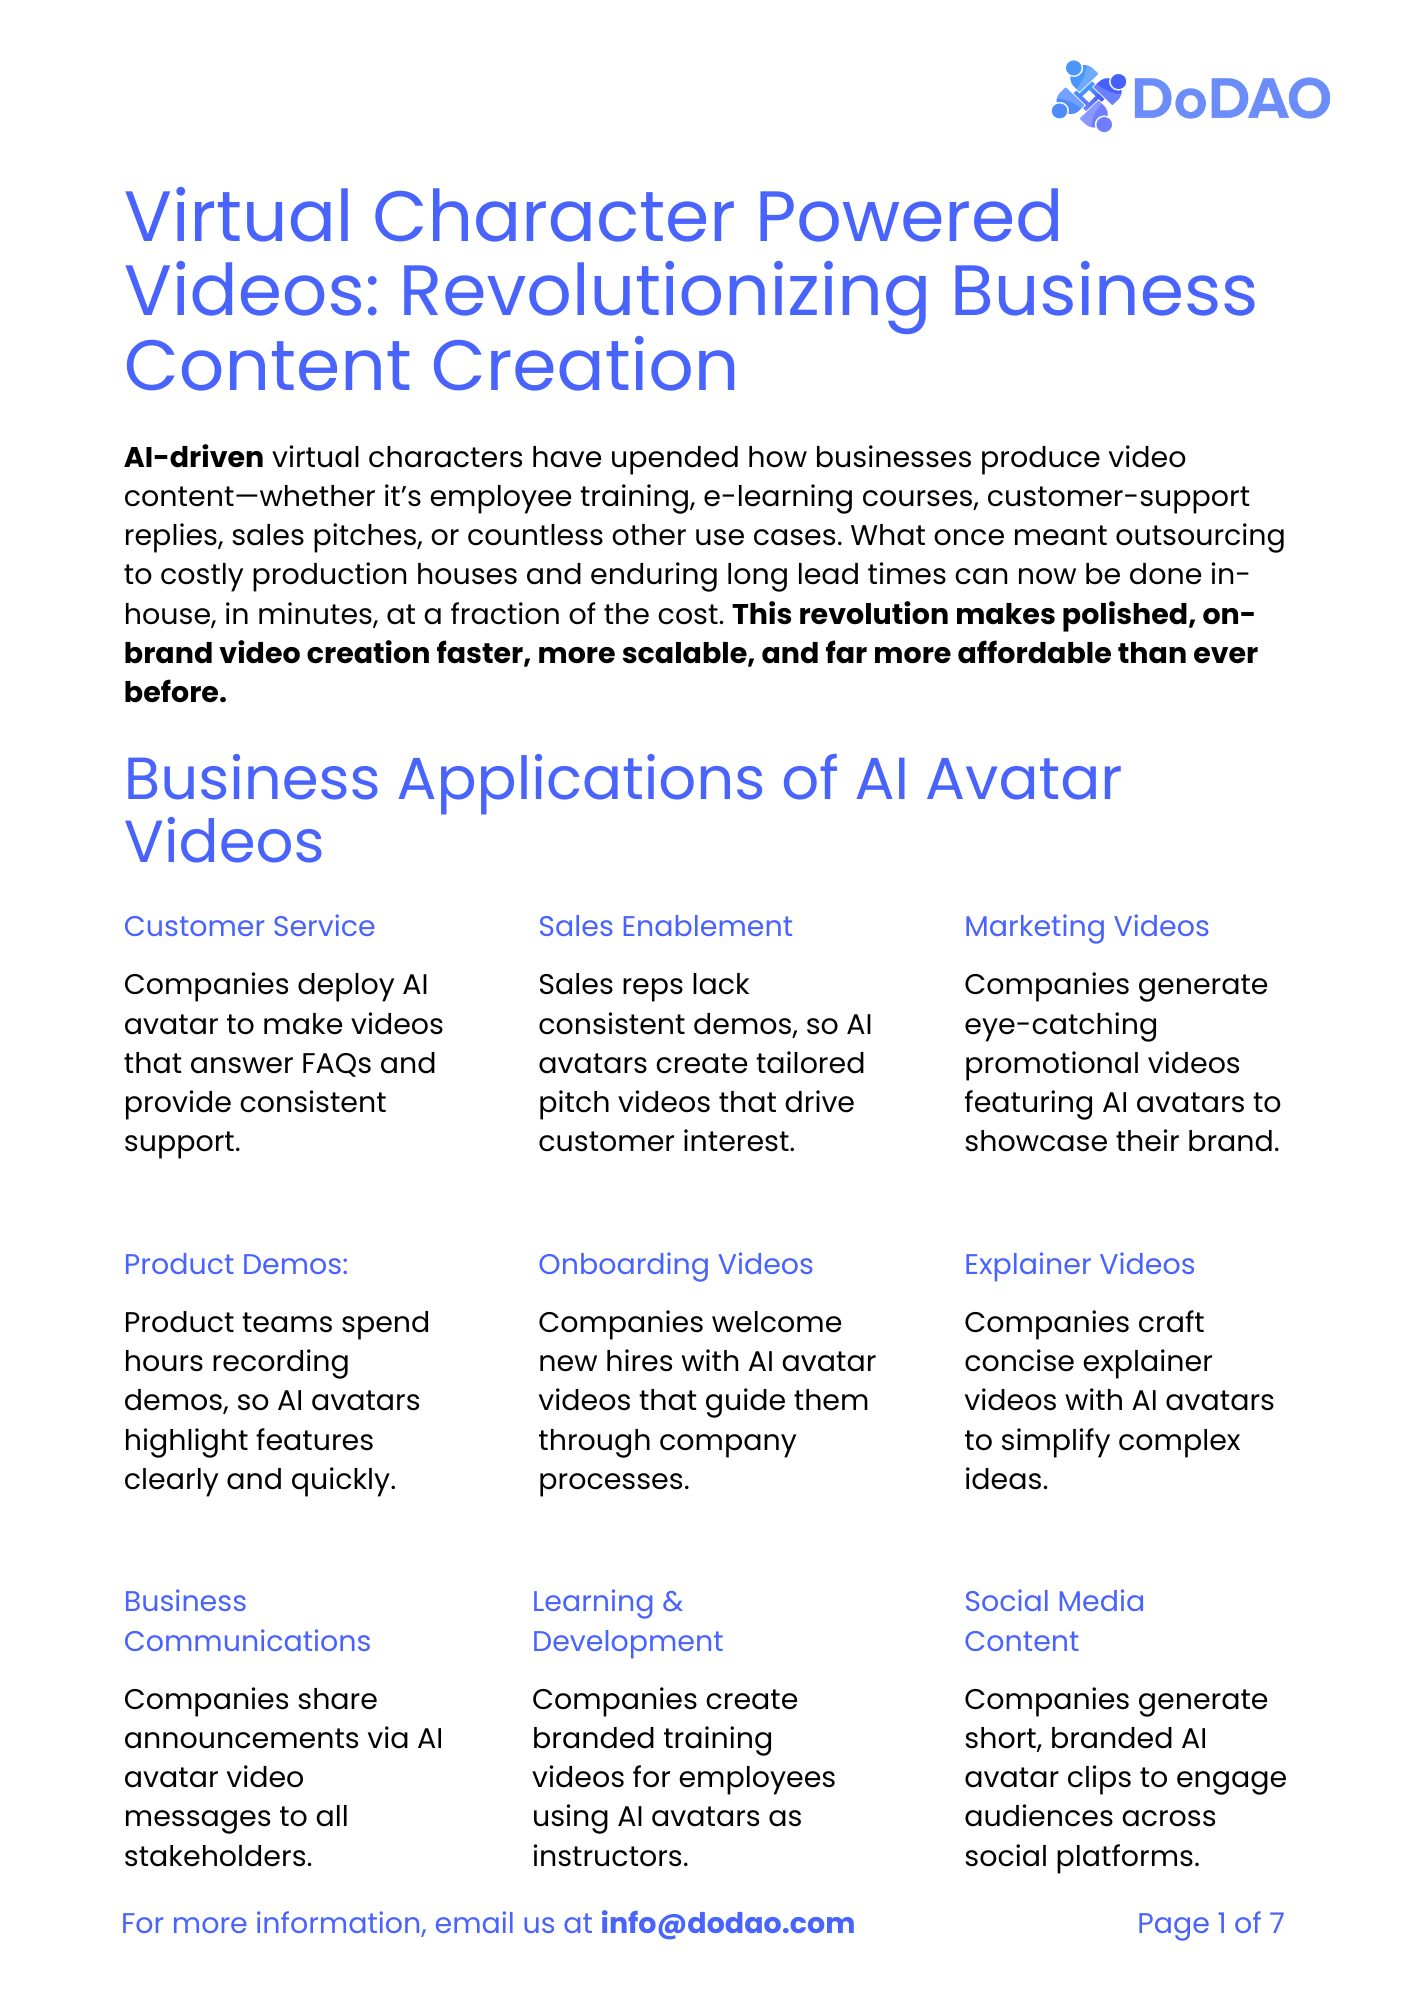 DoDAO
Virtual Character Powered
Videos: Revolutionizing Business
Content Creation
AI-driven virtual characters have upended how businesses produce video
content—whether it’s employee training, e-learning courses, customer-support
replies, sales pitches, or countless other use cases. What once meant outsourcing
to costly production houses and enduring long lead times can now be done in-
house, in minutes, at a fraction of the cost. This revolution makes polished, on-
brand video creation faster, more scalable, and far more affordable than ever
before.
Business Applications of AI Avatar
Videos
Customer Service
Companies deploy AI
avatar to make videos
that answer FAQs and
provide consistent
support.
Sales Enablement
Sales reps lack
consistent demos, so AI
avatars create tailored
pitch videos that drive
customer interest.
Marketing Videos
Companies generate
eye-catching
promotional videos
featuring AI avatars to
showcase their brand.
Product Demos:
Product teams spend
hours recording
demos, so AI avatars
highlight features
clearly and quickly.
Onboarding Videos
Companies welcome
new hires with AI avatar
videos that guide them
through company
processes.
Explainer Videos
Companies craft
concise explainer
videos with AI avatars
to simplify complex
ideas.
Business
Communications
Companies share
announcements via AI
avatar video
messages to all
stakeholders.
Learning &
Development
Companies create
branded training
videos for employees
using AI avatars as
instructors.
Social Media
Content
Companies generate
short, branded AI
avatar clips to engage
audiences across
social platforms.
For more information, email us at info@dodao.com
Page 1 of 7